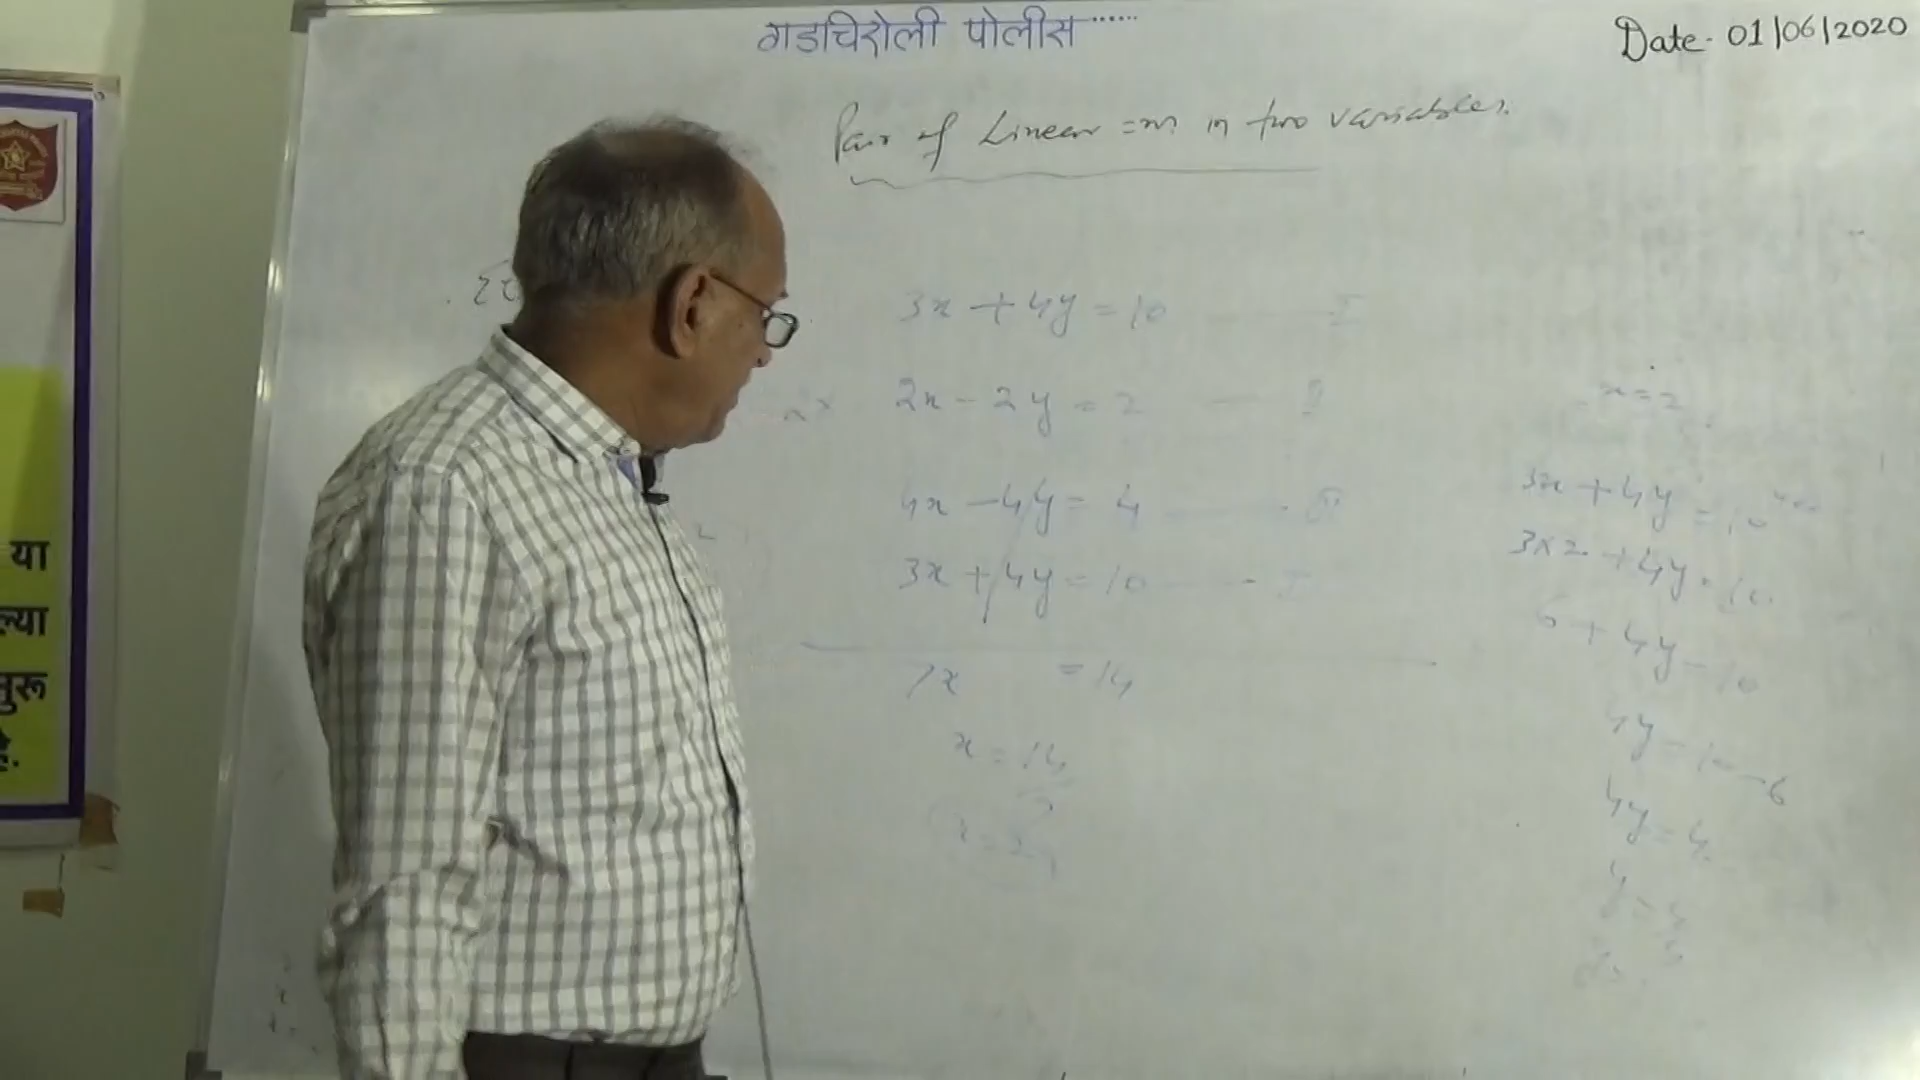 गडचिरोली पोलीस......
Date- 01/06/2020
Pair of Linear =n? in two variables.
3x + 4y = 10 — I
2x - 2y = 2 — II
4x - 4y = 4
3x + 4y = 10 — I
7x = 14
x = 14
x = 2
x = 2
3x + 4y = 10
3x2 + 4y = 10
6 + 4y = 10
4y = 10 - 6
4y = 4
या
ल्या
सुरू
है.